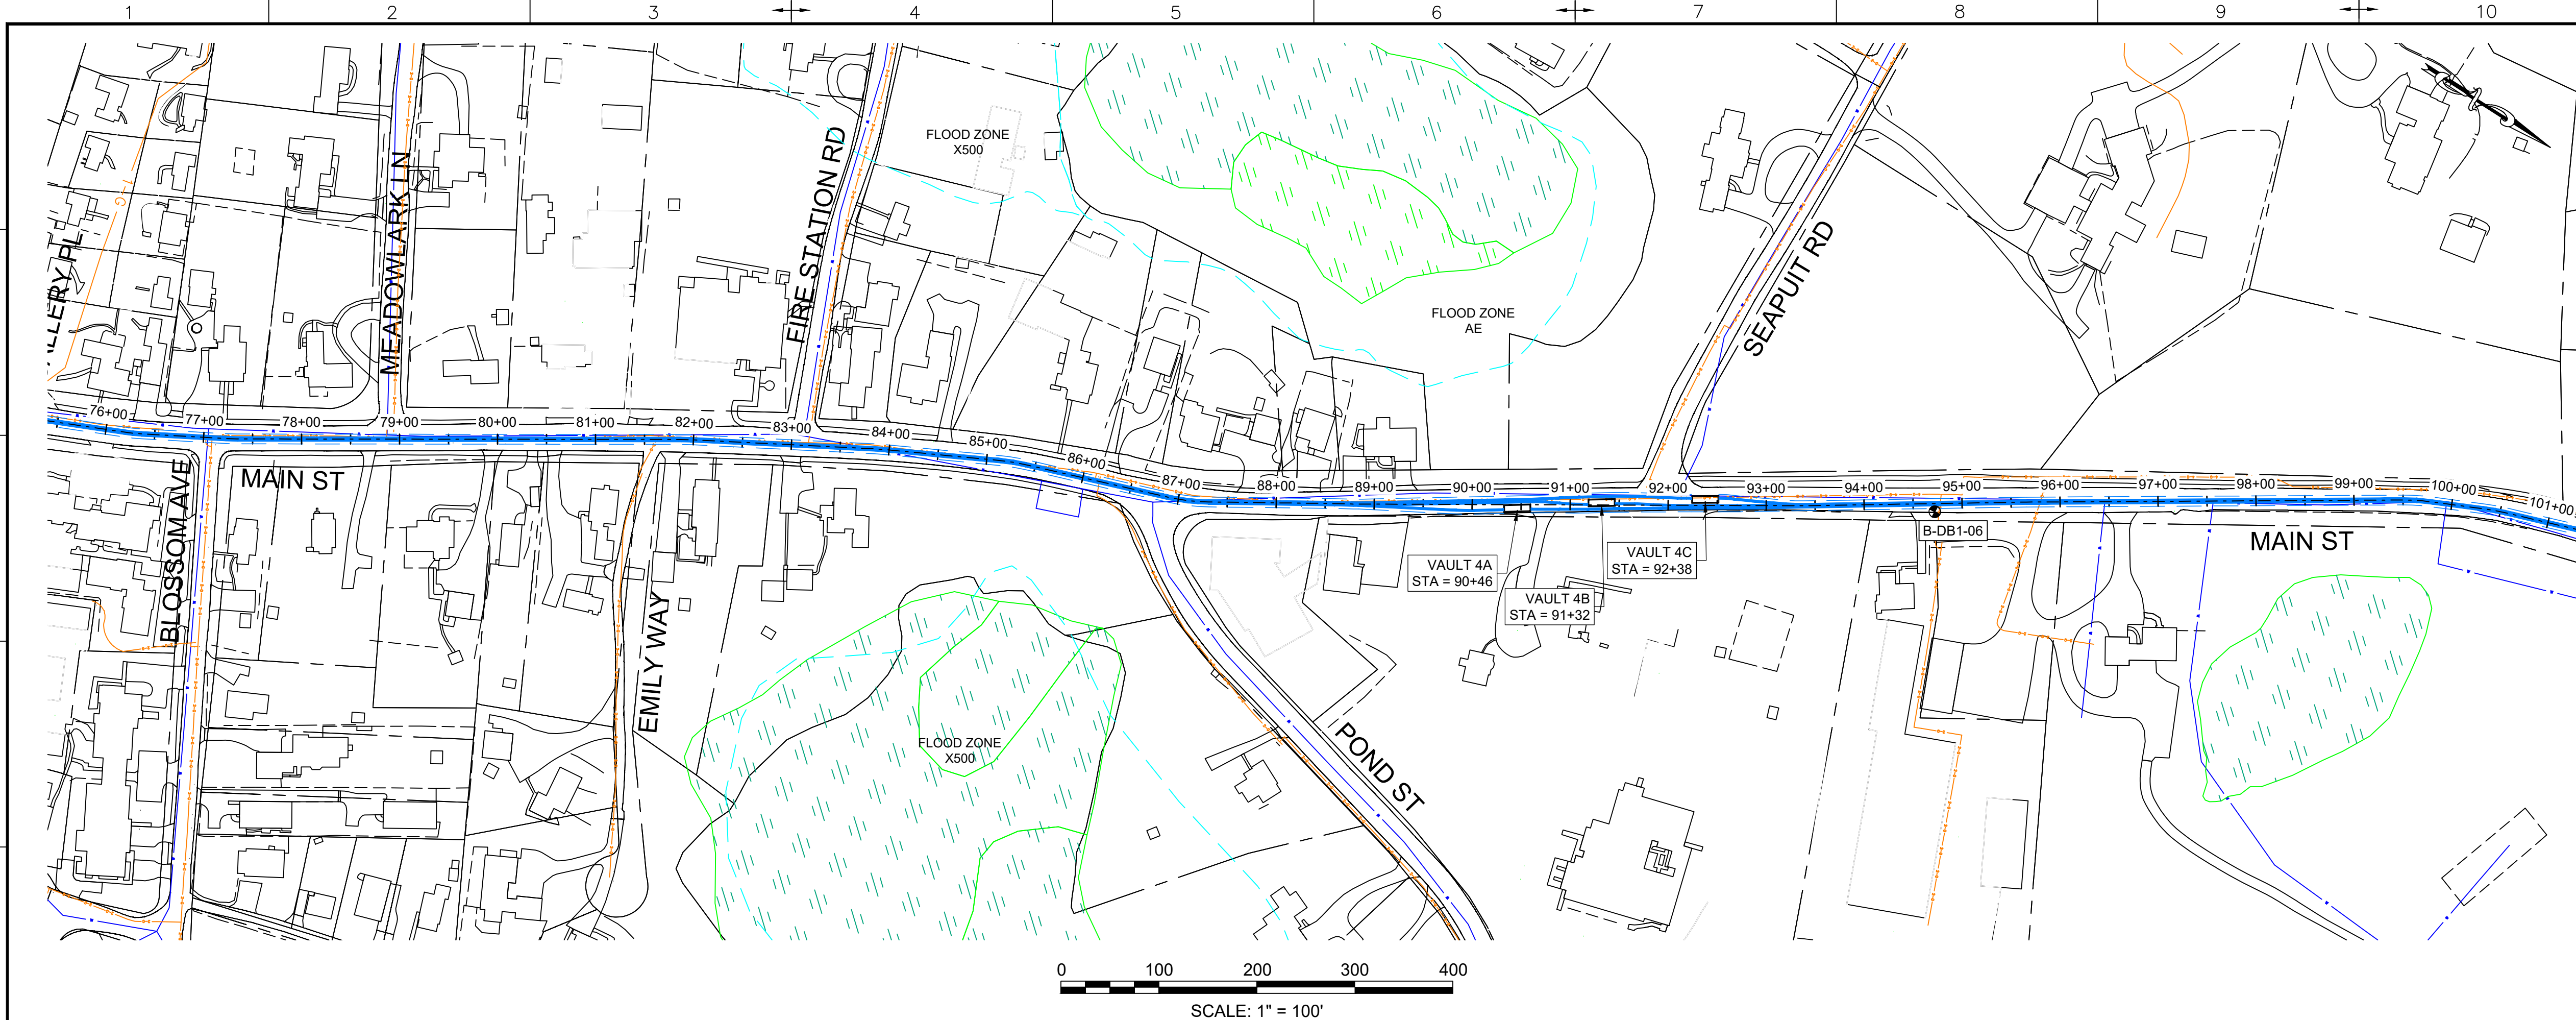 1
2
3
4
5
6
7
8
9
10
FLOOD ZONE
X500
FLOOD ZONE
AE
1-G
MEADOWLARK LN
FIRE STATION RD
SEAPUIT RD
76+00
77+00
78+00
79+00
80+00
81+00
82+00
83+00
84+00
85+00
86+00
87+00
88+00
89+00
90+00
91+00
92+00
93+00
94+00
95+00
96+00
97+00
98+00
99+00
100+00
101+00
MAIN ST
BLOSSOM AVE
EMILY WAY
B-DB1-06
MAIN ST
VAULT 4A
STA = 90+46
VAULT 4B
STA = 91+32
VAULT 4C
STA = 92+38
FLOOD ZONE
X500
POND ST
0
100
200
300
400
SCALE: 1" = 100'